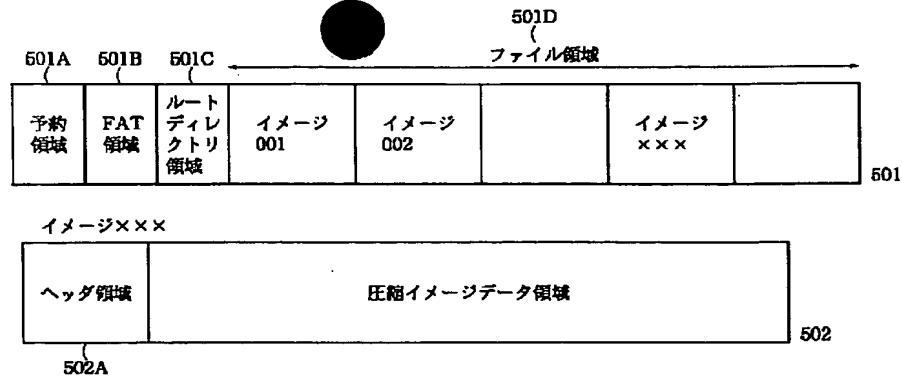 501D
501A 501B 501C ファイル領域
予約
領域
FAT
領域
ルート
ディレ
クトリ
領域
イメージ
001
イメージ
002
イメージ
×××
501
イメージ×××
ヘッダ領域
圧縮イメージデータ領域
502
502A